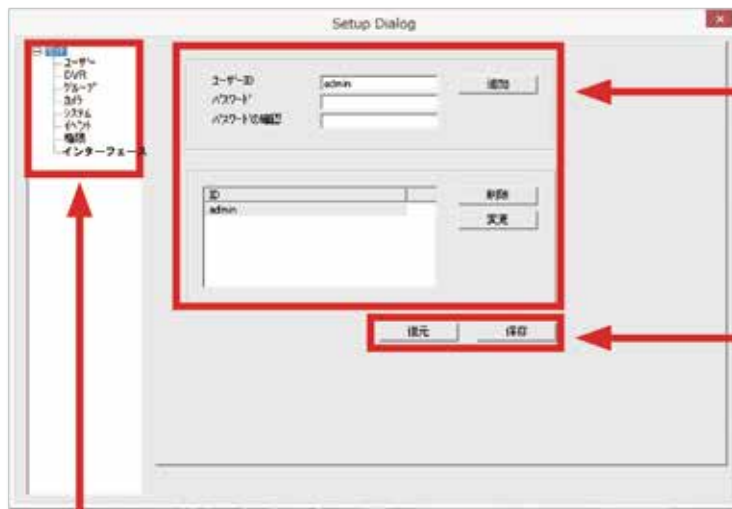 Setup Dialog
ユーザー
DVR
グループ
カメラ
システム
イベント
権限
インターフェース
ユーザーID
admin
追加
パスワード
パスワードの確認
ID
admin
削除
変更
復元
保存